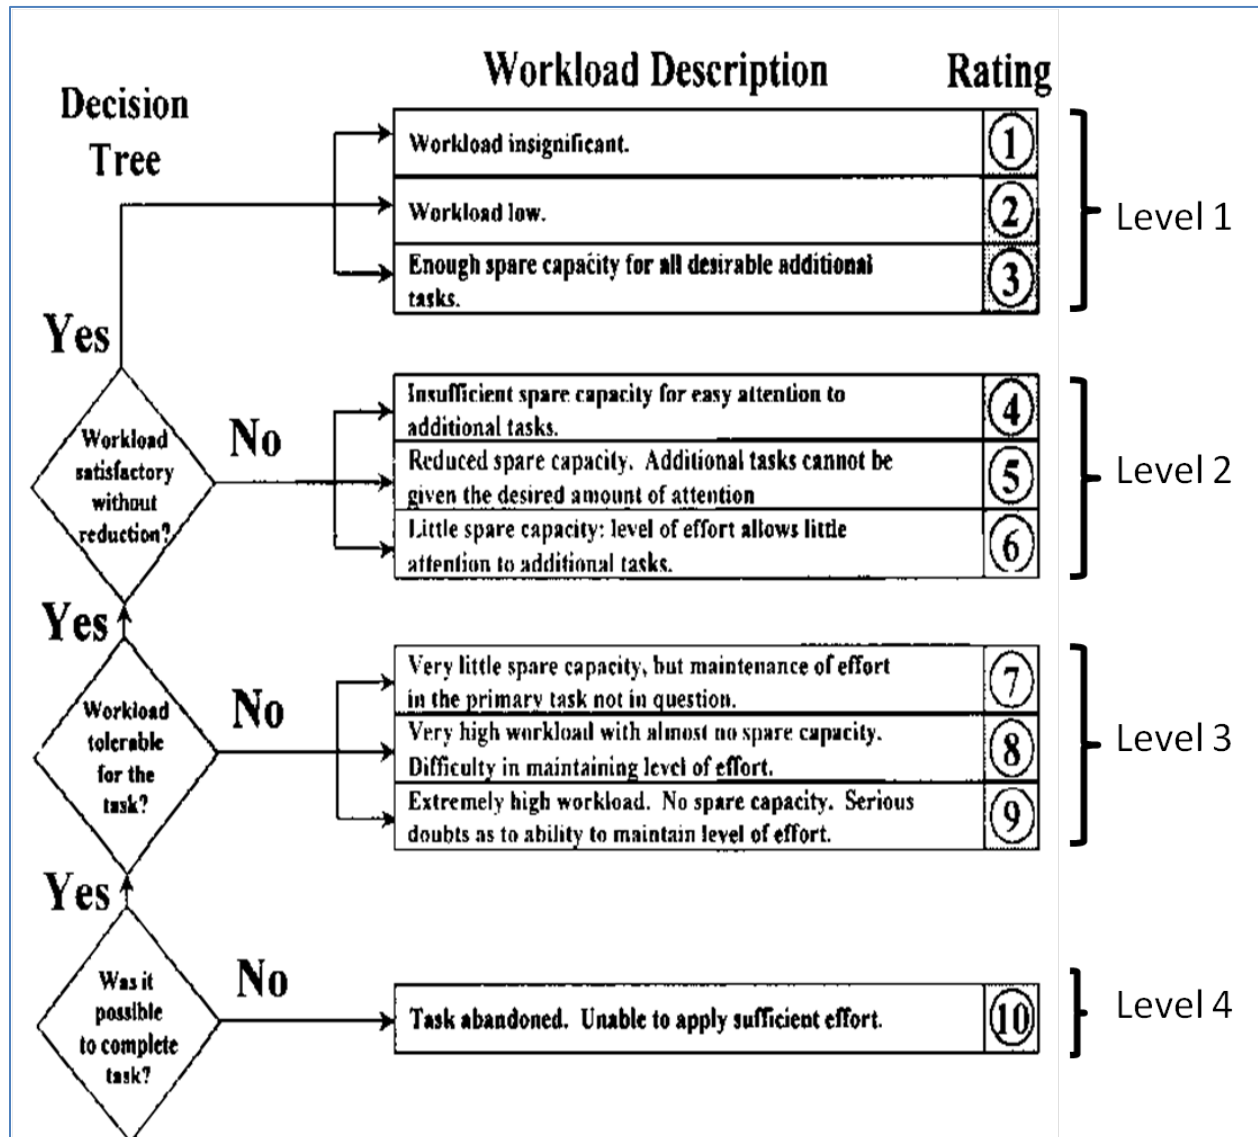 Workload Description
Rating
Decision
Tree
Workload insignificant.
1
Workload low.
2
Enough spare capacity for all desirable additional
tasks.
3
Level 1
Yes
Workload
satisfactory
without
reduction?
No
Insufficient spare capacity for easy attention to
additional tasks.
4
Reduced spare capacity. Additional tasks cannot be
given the desired amount of attention
5
Little spare capacity: level of effort allows little
attention to additional tasks.
6
Level 2
Yes
Workload
tolerable
for the
task?
No
Very little spare capacity, but maintenance of effort
in the primary task not in question.
7
Very high workload with almost no spare capacity.
Difficulty in maintaining level of effort.
8
Extremely high workload. No spare capacity. Serious
doubts as to ability to maintain level of effort.
9
Level 3
Yes
Was it
possible
to complete
task?
No
Task abandoned. Unable to apply sufficient effort.
10
Level 4